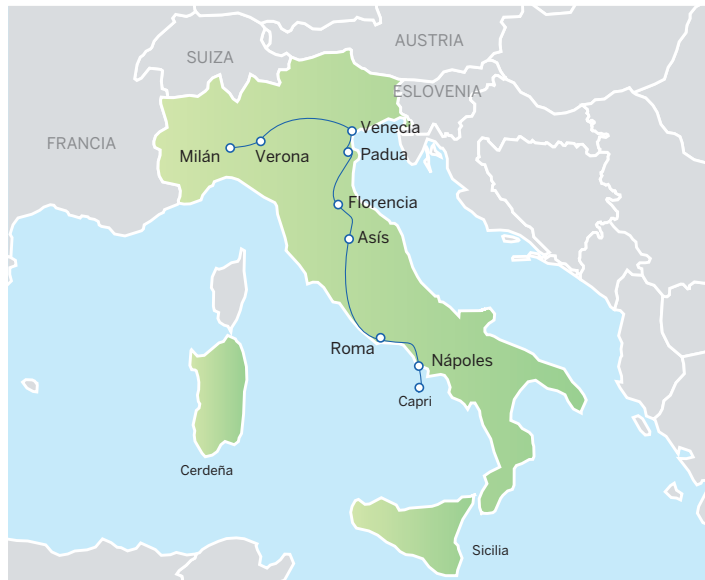 AUSTRIA
SUIZA
ESLOVENIA
FRANCIA
Venecia
Milán
Verona
Padua
Florencia
Asís
Roma
Nápoles
Capri
Cerdeña
Sicilia